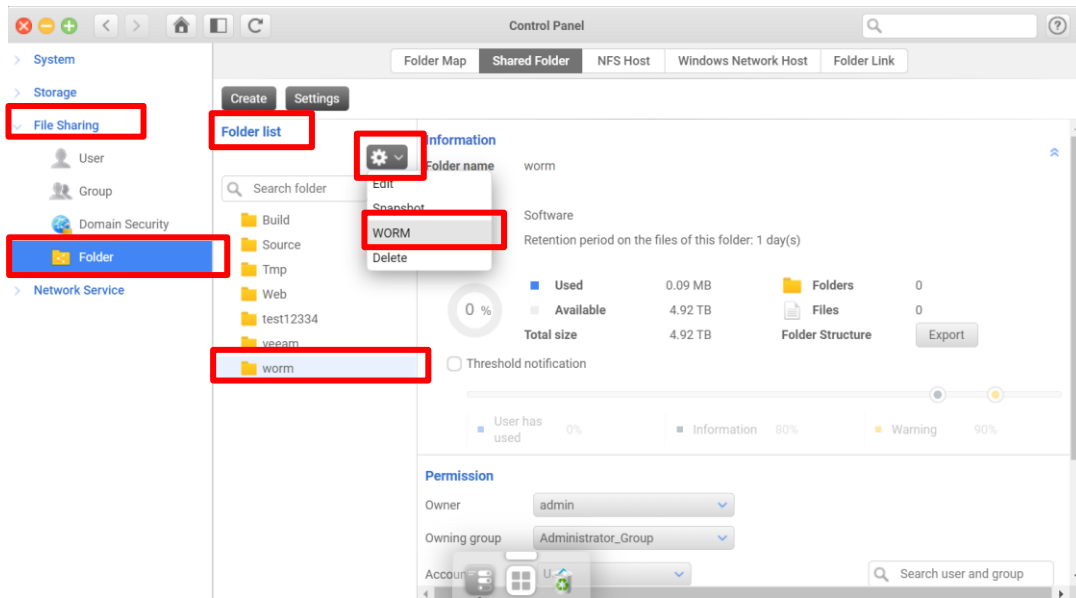 Control Panel
?
System
Storage
File Sharing
User
Group
Domain Security
Folder
Network Service
Folder Map
Shared Folder
NFS Host
Windows Network Host
Folder Link
Create
Settings
Folder list
Search folder
Build
Source
Tmp
Web
test12334
veeam
worm
Edit
Snapshot
WORM
Delete
Information
Folder name worm
Software
Retention period on the files of this folder: 1 day(s)
0 %
Used 0.09 MB Folders 0
Available 4.92 TB Files 0
Total size 4.92 TB Folder Structure Export
Threshold notification
User has used 0% Information 80% Warning 90%
Permission
Owner admin
Owning group Administrator_Group
Search user and group